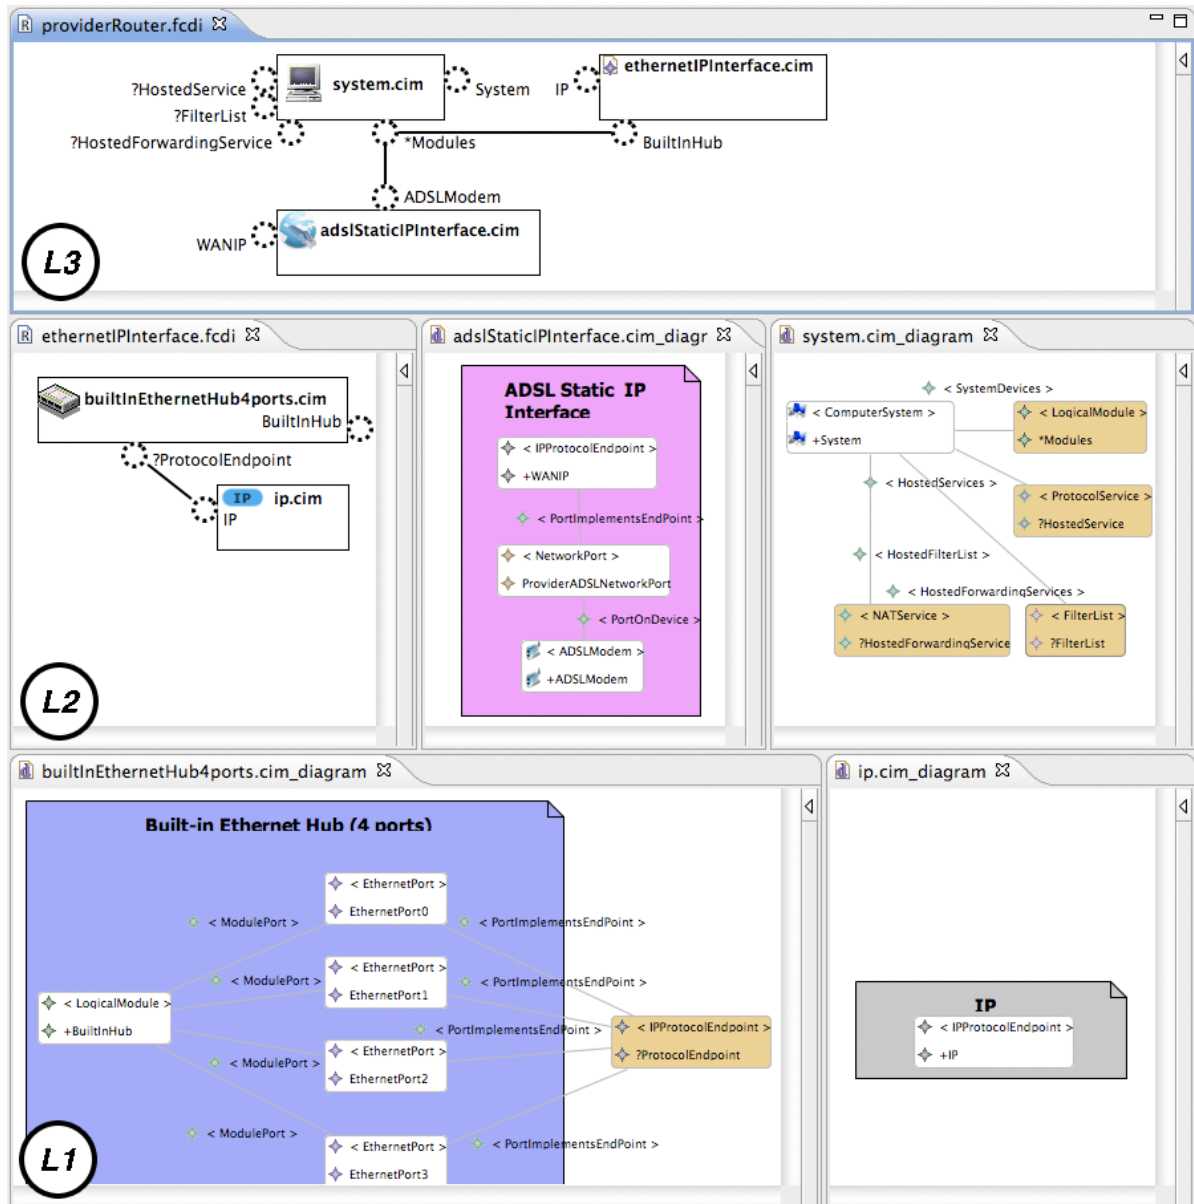 providerRouter.fcdi
ethernetIPInterface.cim
system.cim
?HostedService
System
IP
?FilterList
?HostedForwardingService
*Modules
BuiltInHub
ADSLModem
adslStaticIPInterface.cim
WANIP
L3
ethernetIPInterface.fcdi
builtInEthernetHub4ports.cim
BuiltInHub
?ProtocolEndpoint
IP ip.cim
IP
L2
adslStaticIPInterface.cim_diagr
ADSL Static IP
Interface
< IPProtocolEndpoint >
+WANIP
< PortImplementsEndPoint >
< NetworkPort >
ProviderADSLNetworkPort
< PortOnDevice >
< ADSLModem >
+ADSLModem
system.cim_diagram
< SystemDevices >
< ComputerSystem >
+System
< LogicalModule >
*Modules
< HostedServices >
< ProtocolService >
?HostedService
< HostedFilterList >
< HostedForwardingServices >
< NATService >
?HostedForwardingService
< FilterList >
?FilterList
builtInEthernetHub4ports.cim_diagram
Built-in Ethernet Hub (4 ports)
< EthernetPort >
EthernetPort0
< ModulePort >
< PortImplementsEndPoint >
< EthernetPort >
EthernetPort1
< ModulePort >
< PortImplementsEndPoint >
< LogicalModule >
+BuiltInHub
< IPProtocolEndpoint >
?ProtocolEndpoint
< PortImplementsEndPoint >
< EthernetPort >
EthernetPort2
< ModulePort >
< ModulePort >
< PortImplementsEndPoint >
< EthernetPort >
EthernetPort3
L1
ip.cim_diagram
IP
< IPProtocolEndpoint >
+IP